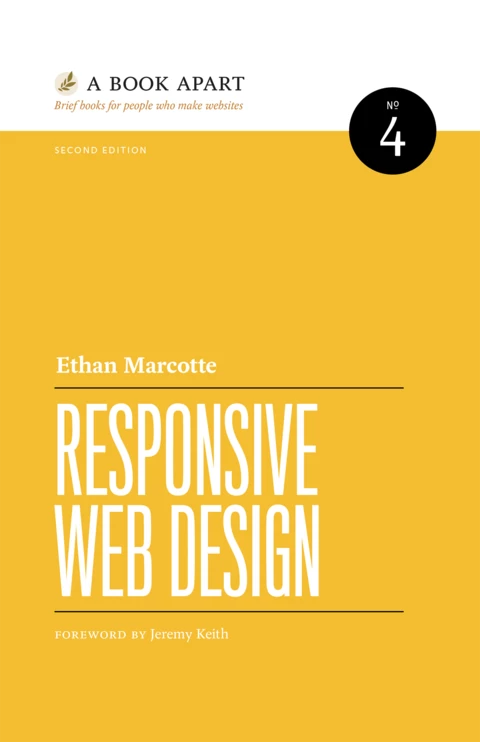 A BOOK APART
Brief books for people who make websites
Nº
4
SECOND EDITION
Ethan Marcotte
RESPONSIVE
WEB DESIGN
FOREWORD BY Jeremy Keith